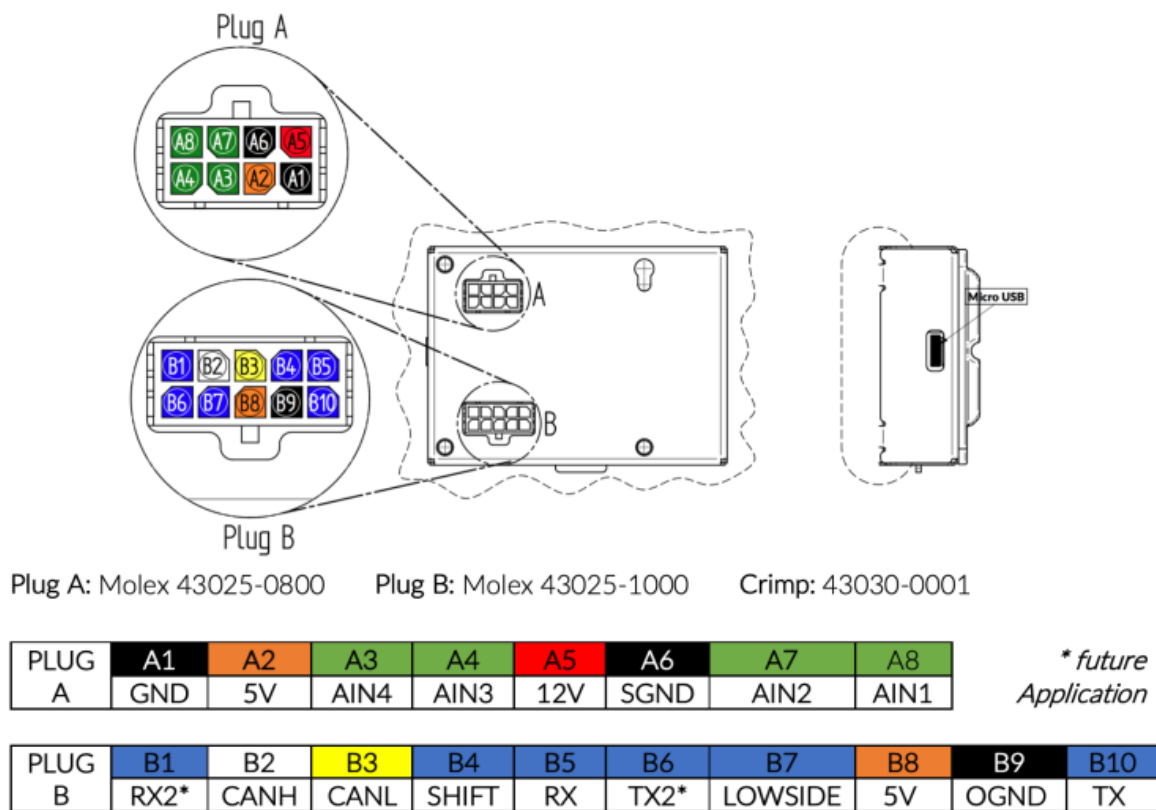 Plug A
A8 A7 A6 A5
A4 A3 A2 A1
A
Micro USB
B1 B2 B3 B4 B5
B6 B7 B8 B9 B10
B
Plug B
Plug A: Molex 43025-0800 Plug B: Molex 43025-1000 Crimp: 43030-0001
PLUG A1 A2 A3 A4 A5 A6 A7 A8 * future
A GND 5V AIN4 AIN3 12V SGND AIN2 AIN1 Application
PLUG B1 B2 B3 B4 B5 B6 B7 B8 B9 B10
B RX2* CANH CANL SHIFT RX TX2* LOWSIDE 5V OGND TX